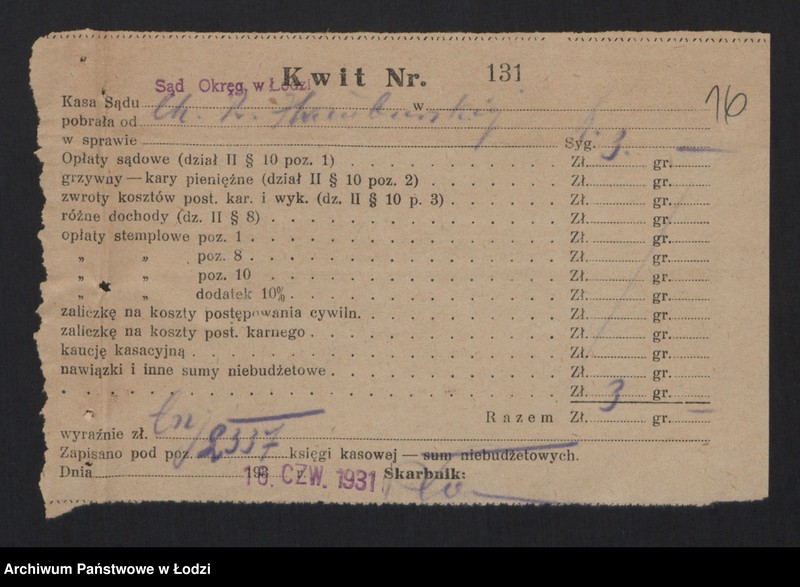 Kwit Nr. 131
Sąd Okręg. w Łodzi
16
Kasa Sądu w
pobrała od Ch. L.
w sprawie Syg.
Opłaty sądowe (dział II § 10 poz. 1) Zł. 3 gr. —
grzywny — kary pieniężne (dział II § 10 poz. 2) Zł. gr.
zwroty kosztów post. kar. i wyk. (dz. II § 10 p. 3) Zł. gr.
różne dochody (dz. II § 8) Zł. gr.
opłaty stemplowe poz. 1 Zł. gr.
„ „ poz. 8 Zł. gr.
„ „ poz. 10 Zł. gr.
„ „ dodatek 10% Zł. gr.
zaliczkę na koszty postępowania cywiln. Zł. gr.
zaliczkę na koszty post. karnego Zł. gr.
kaucję kasacyjną Zł. gr.
nawiązki i inne sumy niebudżetowe Zł. gr.
Zł. gr.
Razem Zł. 3 gr. —
wyraźnie zł.
Zapisano pod poz. 2337 księgi kasowej — sum niebudżetowych.
Dnia 193 r. Skarbnik:
16. CZW. 1931
Archiwum Państwowe w Łodzi